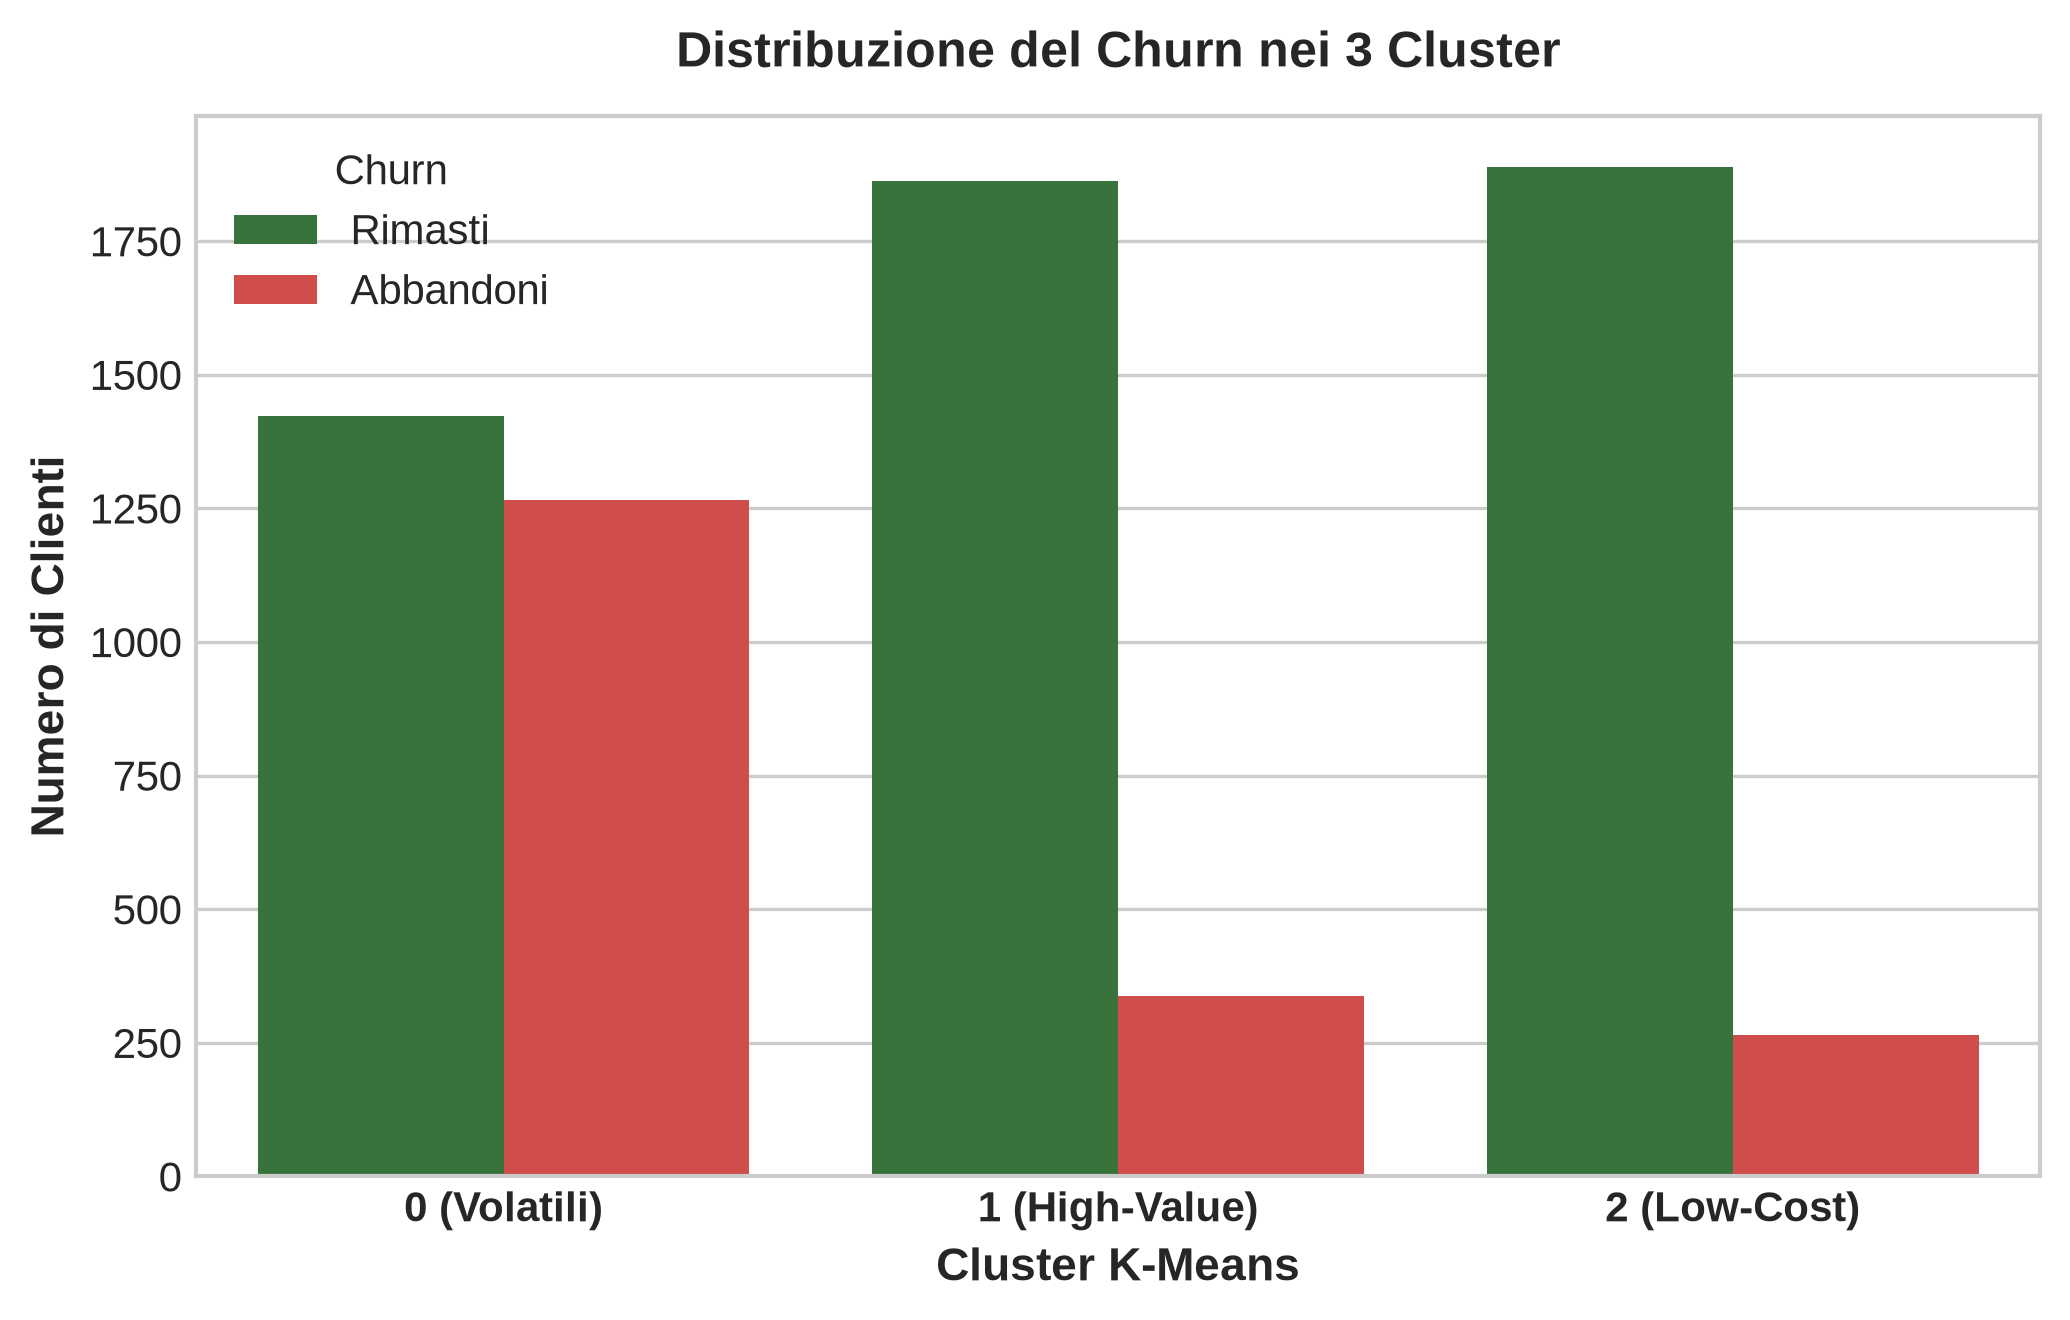 Distribuzione del Churn nei 3 Cluster
Churn
Rimasti
Abbandoni
Numero di Clienti
1750
1500
1250
1000
750
500
250
0
0 (Volatili)
1 (High-Value)
2 (Low-Cost)
Cluster K-Means